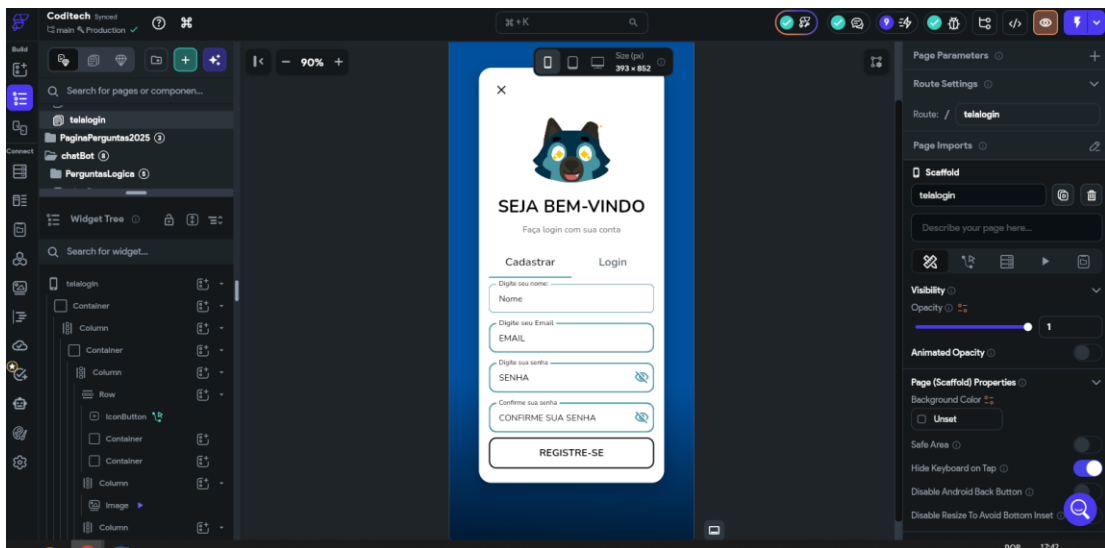 Coditech Synced
main Production
⌘+K
9
Build
Connect
Search for pages or componen...
telalogin
PaginaPerguntas2025 3
chatBot 8
PerguntasLogica 5
Widget Tree
Search for widget...
telalogin
Container
Column
Container
Column
Row
IconButton
Container
Container
Column
Image
Column
90%
Size (px)
393 × 852
SEJA BEM-VINDO
Faça login com sua conta
Cadastrar
Login
Digite seu nome:
Nome
Digite seu Email
EMAIL
Digite sua senha
SENHA
Confirme sua senha
CONFIRME SUA SENHA
REGISTRE-SE
Page Parameters
Route Settings
Route: / telalogin
Page Imports
Scaffold
telalogin
Describe your page here...
Visibility
Opacity
1
Animated Opacity
Page (Scaffold) Properties
Background Color
Unset
Safe Area
Hide Keyboard on Tap
Disable Android Back Button
Disable Resize To Avoid Bottom Inset
POR 17:42